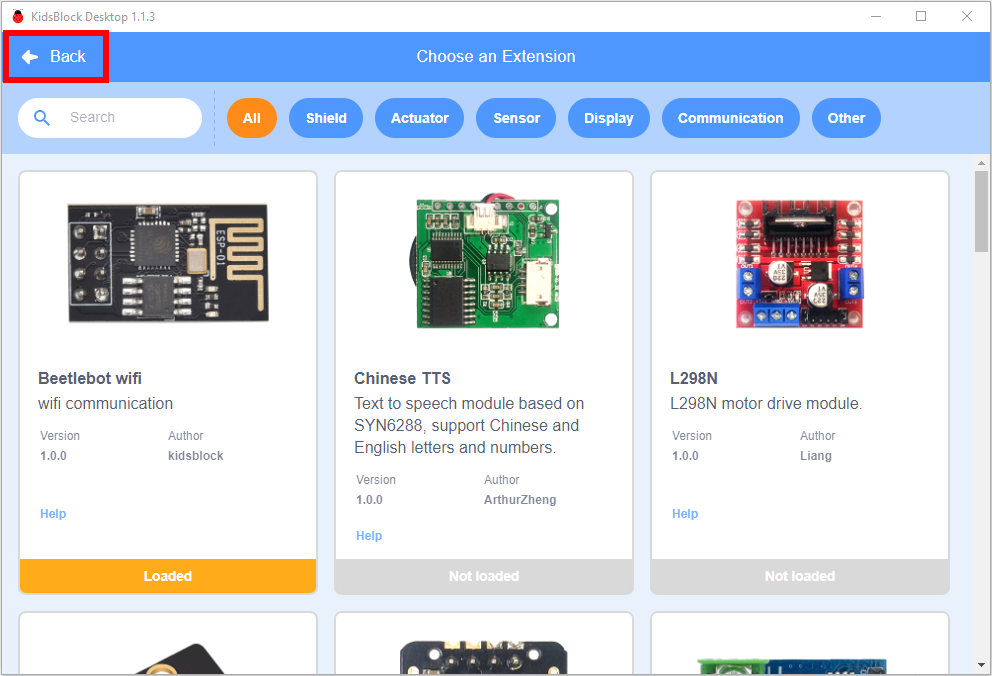 KidsBlock Desktop 1.1.3
Back
Choose an Extension
Search
All
Shield
Actuator
Sensor
Display
Communication
Other
ESP-01
Beetlebot wifi
wifi communication
Version
Author
1.0.0
kidsblock
Help
Loaded
Chinese TTS
Text to speech module based on
SYN6288, support Chinese and
English letters and numbers.
Version
Author
1.0.0
ArthurZheng
Help
Not loaded
220
V1
35V
L298N
L298N motor drive module.
Version
Author
1.0.0
Liang
Help
Not loaded